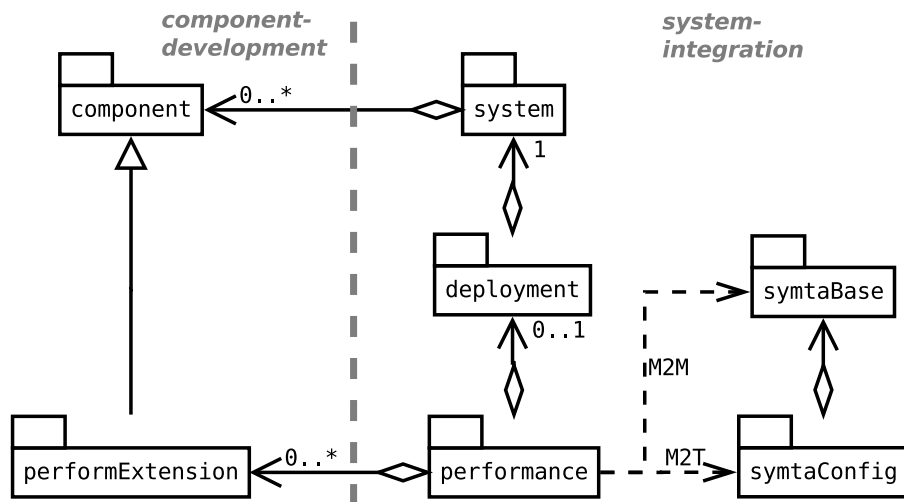 component-
development
system-
integration
component
0..*
system
1
deployment
0..1
symtaBase
M2M
performExtension
0..*
performance
M2T
symtaConfig